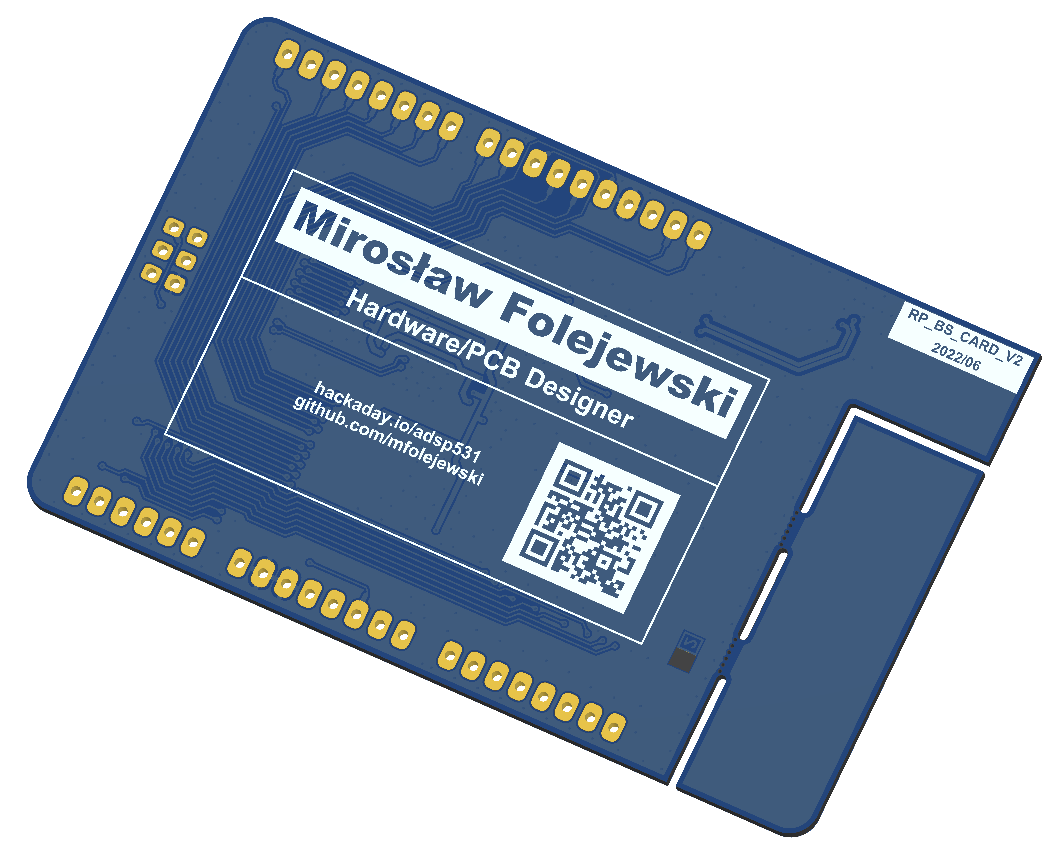 Mirosław Folejewski
Hardware/PCB Designer
hackaday.io/adsp531
github.com/mfolejewski
RP_BS_CARD_V2
2022/06